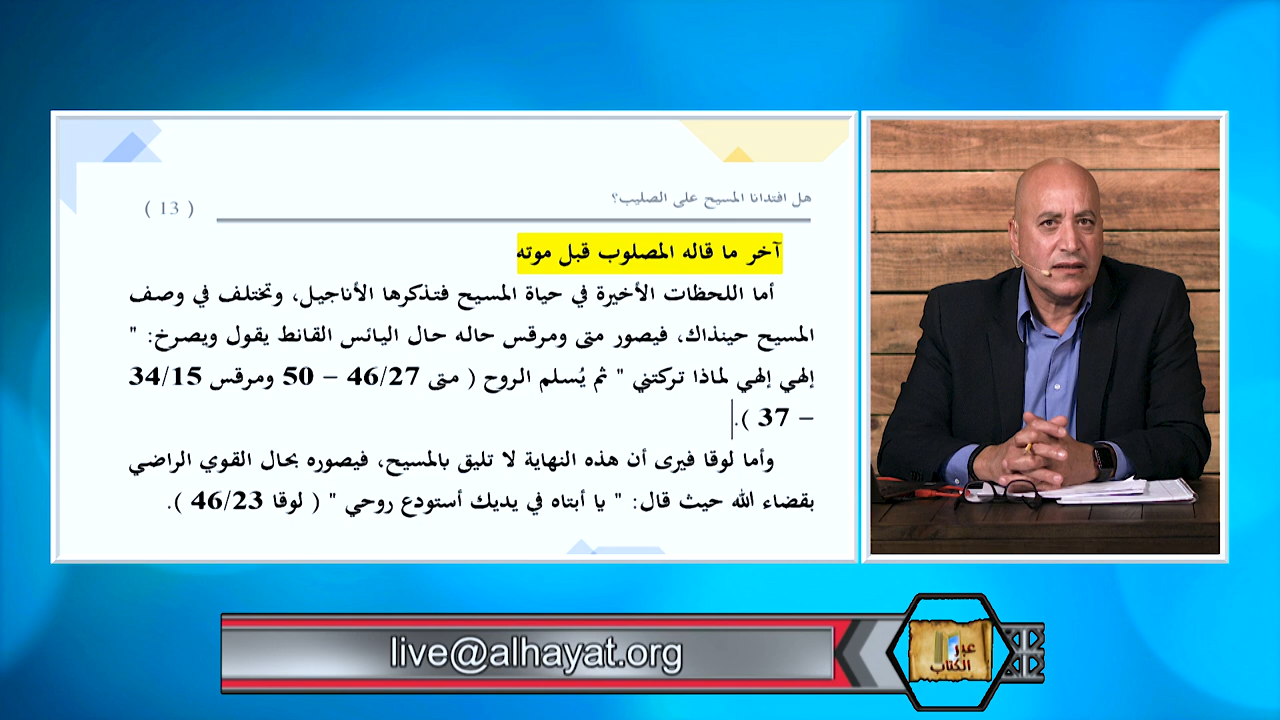 هل افتدانا المسيح على الصليب؟
( 13 )
آخر ما قاله المصلوب قبل موته
أما اللحظات الأخيرة في حياة المسيح فتذكرها الأناجيل، وتختلف في وصف
المسيح حينذاك، فيصور متى ومرقس حاله حال اليائس القانط يقول ويصرخ: "
إلهي إلهي لماذا تركتني " ثم يُسلم الروح ( متى 46/27 – 50 ومرقس 34/15
– 37 ).
وأما لوقا فيرى أن هذه النهاية لا تليق بالمسيح، فيصوره بحال القوي الراضي
بقضاء الله حيث قال: " يا أبتاه في يديك أستودع روحي " ( لوقا 46/23 ).
live@alhayat.org
عبر
الكتاب